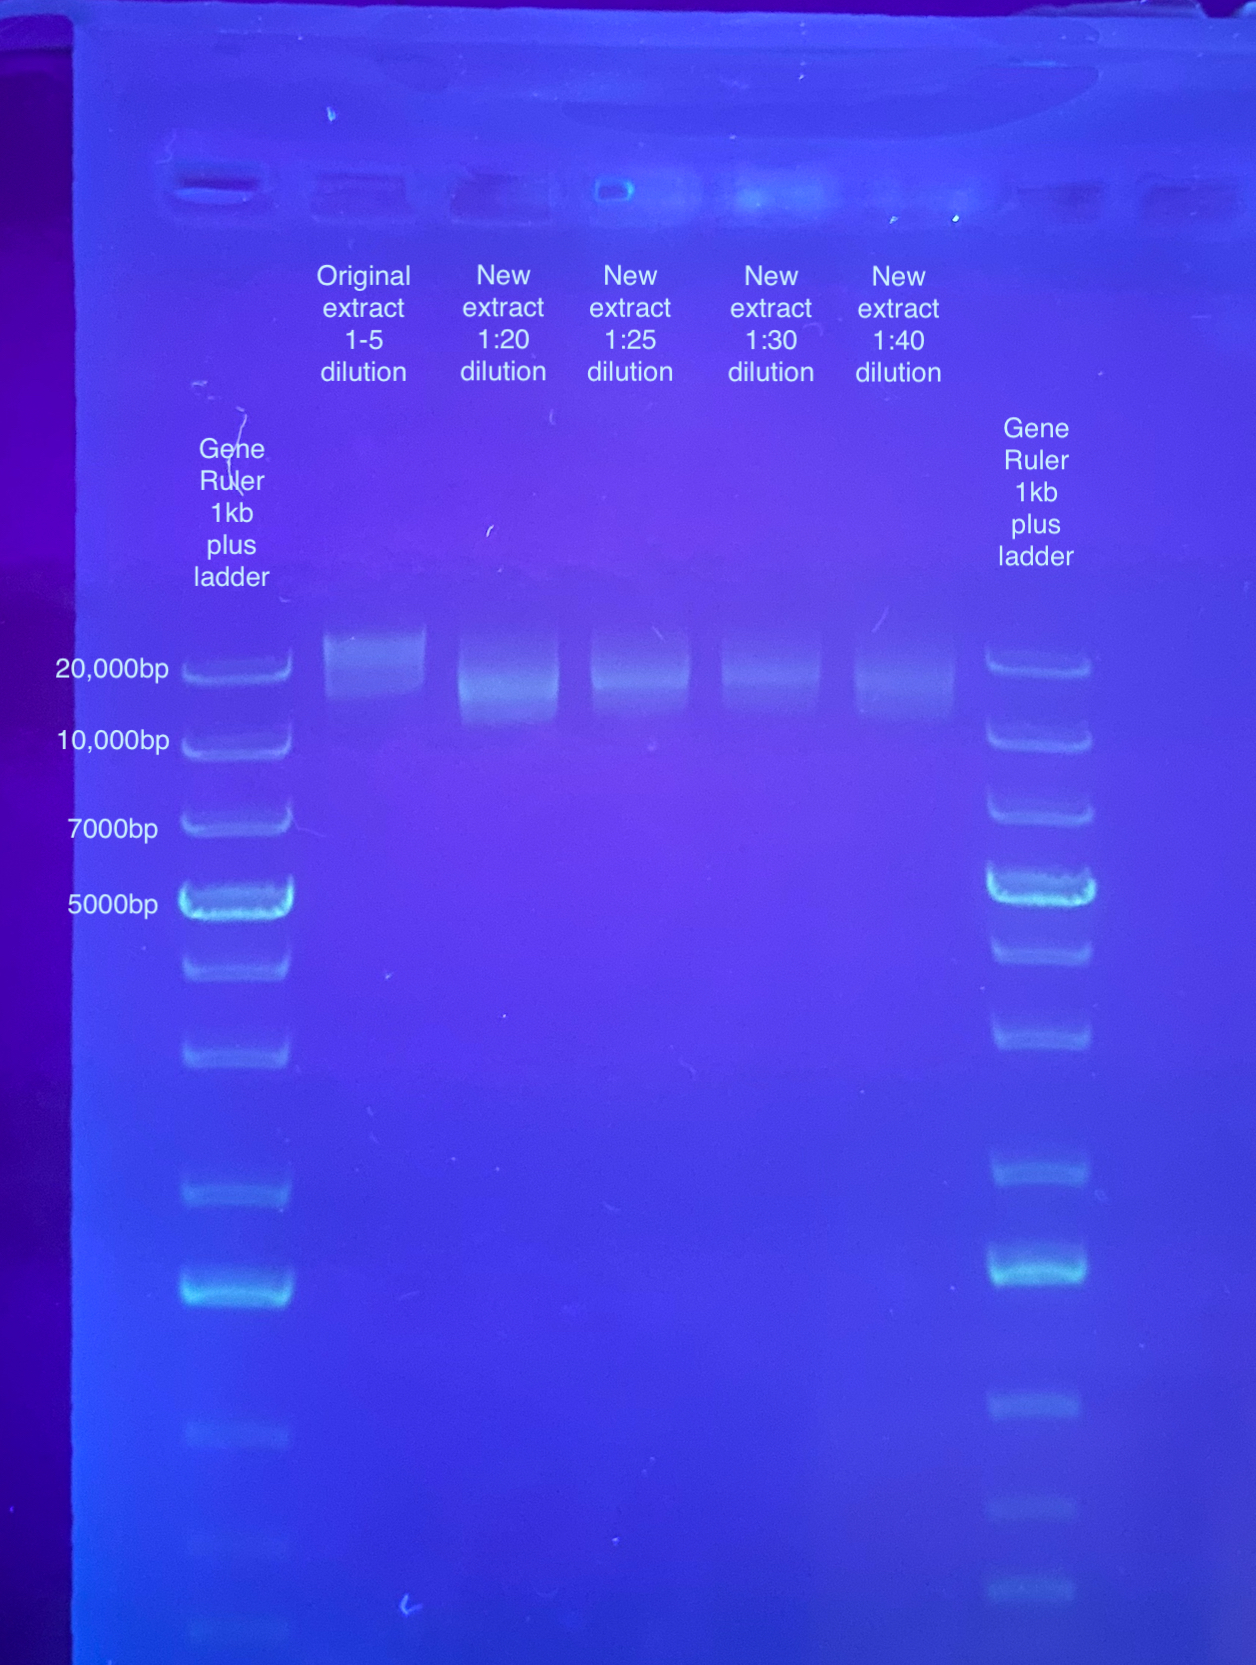 Original
extract
1-5
dilution
New
extract
1:20
dilution
New
extract
1:25
dilution
New
extract
1:30
dilution
New
extract
1:40
dilution
Gene
Ruler
1kb
plus
ladder
Gene
Ruler
1kb
plus
ladder
20,000bp
10,000bp
7000bp
5000bp